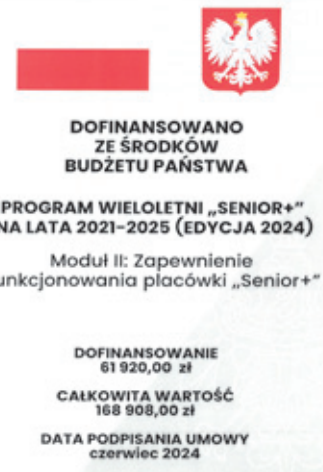 DOFINANSOWANO
ZE ŚRODKÓW
BUDŻETU PAŃSTWA
PROGRAM WIELOLETNI „SENIOR+”
NA LATA 2021-2025 (EDYCJA 2024)
Moduł II: Zapewnienie
unkcjonowania placówki „Senior+”
DOFINANSOWANIE
61 920,00 zł
CAŁKOWITA WARTOŚĆ
168 908,00 zł
DATA PODPISANIA UMOWY
czerwiec 2024